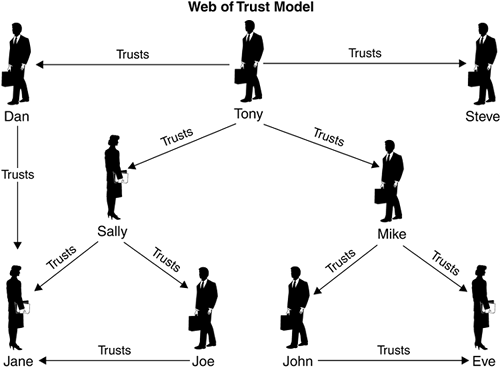 Web of Trust Model
Trusts
Trusts
Dan
Tony
Steve
Trusts
Trusts
Trusts
Sally
Mike
Trusts
Trusts
Trusts
Trusts
Trusts
Trusts
Jane
Joe
John
Eve